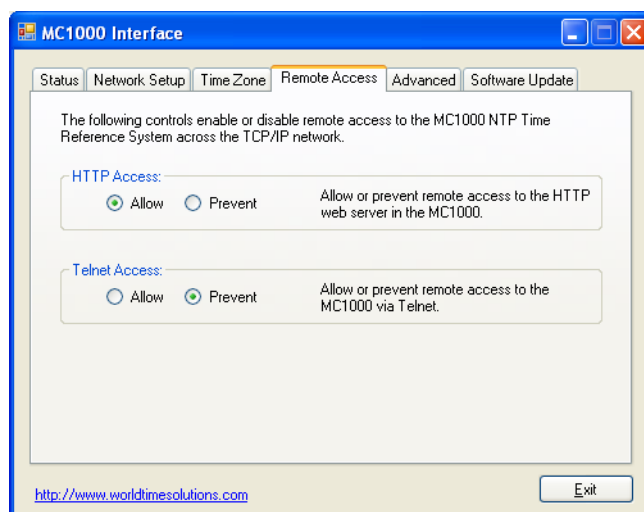 MC1000 Interface
Status Network Setup Time Zone Remote Access Advanced Software Update
The following controls enable or disable remote access to the MC1000 NTP Time
Reference System across the TCP/IP network.
HTTP Access:
Allow Prevent
Allow or prevent remote access to the HTTP
web server in the MC1000.
Telnet Access:
Allow Prevent
Allow or prevent remote access to the
MC1000 via Telnet.
http://www.worldtimesolutions.com
Exit